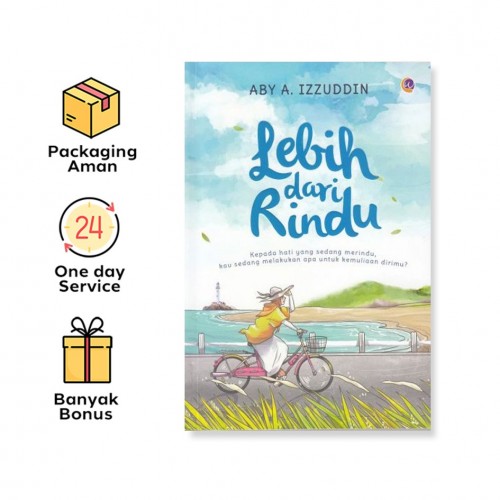 Packaging
Aman
24
One day
Service
Banyak
Bonus
ABY A. IZZUDDIN
Lebih
dari
Rindu
Kepada hati yang sedang merindu,
kau sedang melakukan apa untuk kemuliaan dirimu?